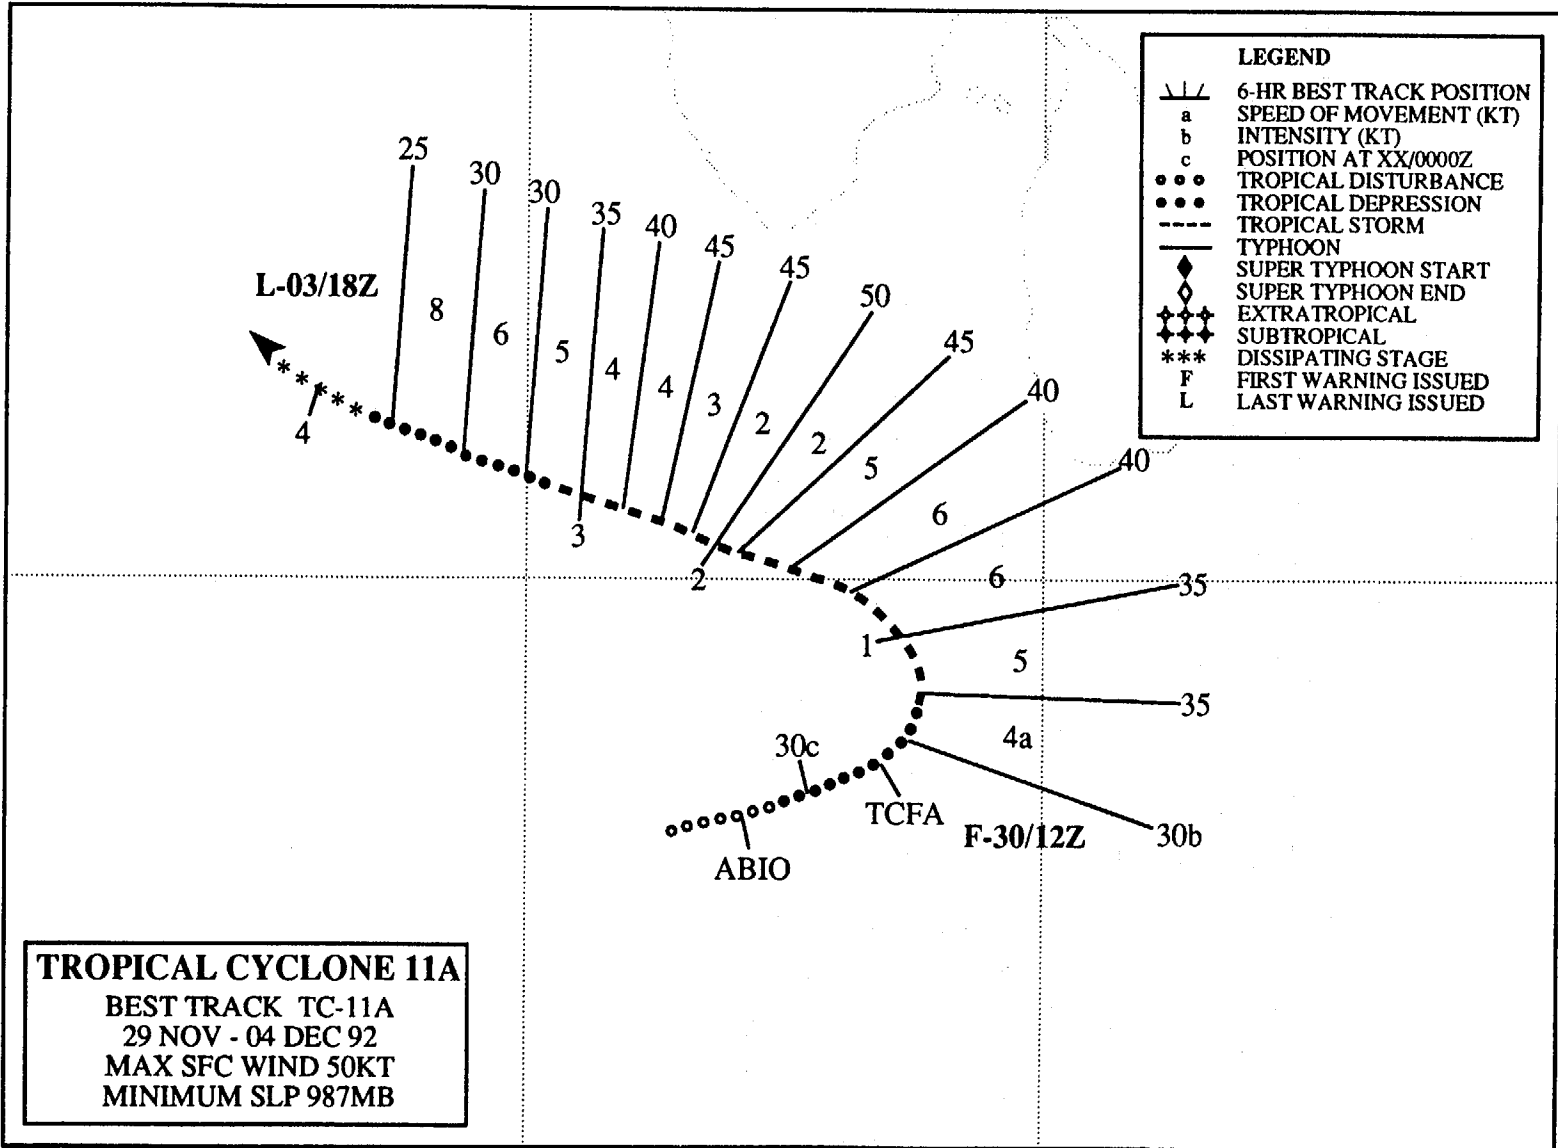 LEGEND
6-HR BEST TRACK POSITION
a SPEED OF MOVEMENT (KT)
b INTENSITY (KT)
c POSITION AT XX/0000Z
TROPICAL DISTURBANCE
TROPICAL DEPRESSION
TROPICAL STORM
TYPHOON
SUPER TYPHOON START
SUPER TYPHOON END
EXTRATROPICAL
SUBTROPICAL
*** DISSIPATING STAGE
F FIRST WARNING ISSUED
L LAST WARNING ISSUED
25
30
30
35
40
45
45
50
45
40
40
35
35
30b
L-03/18Z
8
6
5
4
4
3
2
2
5
6
6
5
4a
4
3
2
1
30c
TCFA
ABIO
F-30/12Z
TROPICAL CYCLONE 11A
BEST TRACK TC-11A
29 NOV - 04 DEC 92
MAX SFC WIND 50KT
MINIMUM SLP 987MB